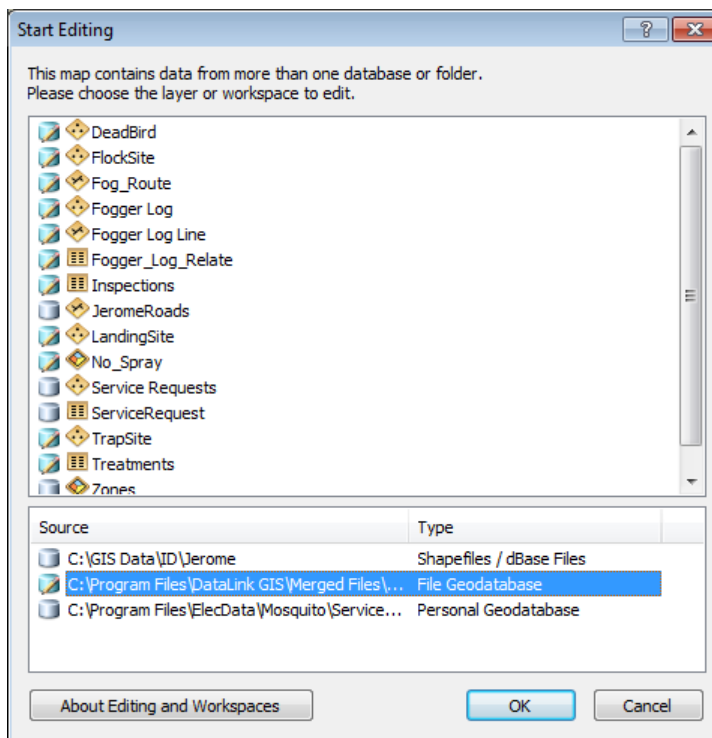 Start Editing
This map contains data from more than one database or folder.
Please choose the layer or workspace to edit.
DeadBird
FlockSite
Fog_Route
Fogger Log
Fogger Log Line
Fogger_Log_Relate
Inspections
JeromeRoads
LandingSite
No_Spray
Service Requests
ServiceRequest
TrapSite
Treatments
Zones
Source Type
C:\GIS Data\ID\Jerome Shapefiles / dBase Files
C:\Program Files\DataLink GIS\Merged Files\... File Geodatabase
C:\Program Files\ElecData\Mosquito\Service... Personal Geodatabase
About Editing and Workspaces OK Cancel